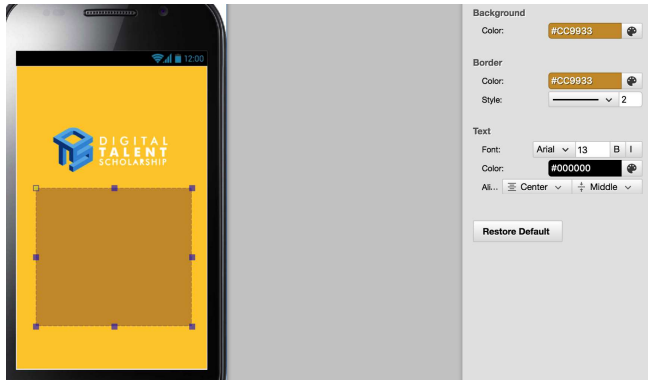 12:00
DIGITAL
TALENT
SCHOLARSHIP
Background
Color: #CC9933
Border
Color: #CC9933
Style: 2
Text
Font: Arial 13 B I
Color: #000000
Ali... Center Middle
Restore Default